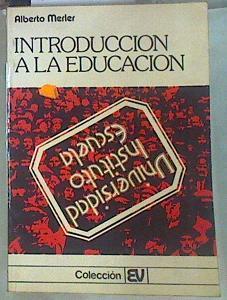 Alberto Merler
INTRODUCCION
A LA EDUCACION
Universidad
Instituto
Escuela
Colección EV